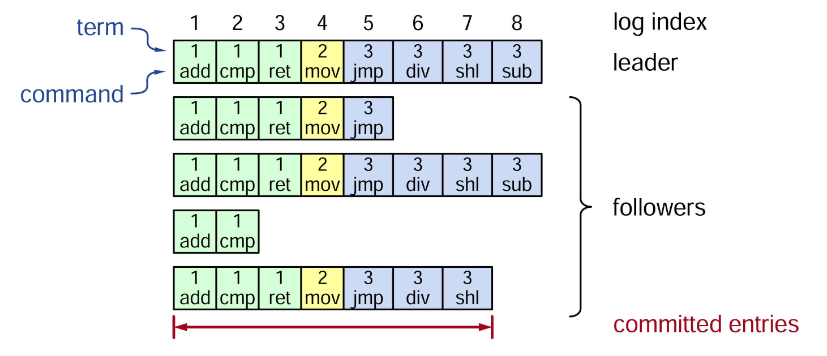 term
command
1 2 3 4 5 6 7 8 log index
1 1 1 2 3 3 3 3
add cmp ret mov jmp div shl sub
leader
1 1 1 2 3
add cmp ret mov jmp
1 1 1 2 3 3 3 3
add cmp ret mov jmp div shl sub
followers
1 1
add cmp
1 1 1 2 3 3 3
add cmp ret mov jmp div shl
committed entries